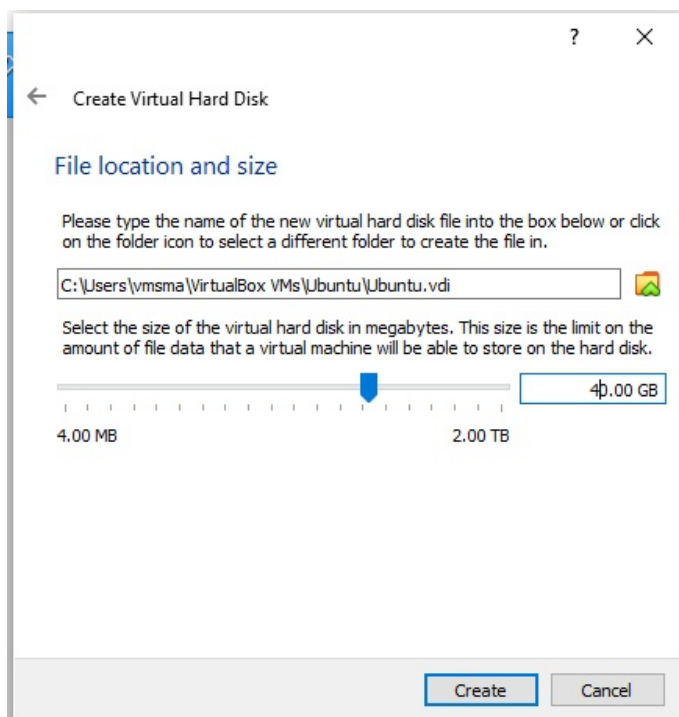 ?
Create Virtual Hard Disk
File location and size
Please type the name of the new virtual hard disk file into the box below or click
on the folder icon to select a different folder to create the file in.
C:\Users\vmsma\VirtualBox VMs\Ubuntu\Ubuntu.vdi
Select the size of the virtual hard disk in megabytes. This size is the limit on the
amount of file data that a virtual machine will be able to store on the hard disk.
40.00 GB
4.00 MB 2.00 TB
Create Cancel